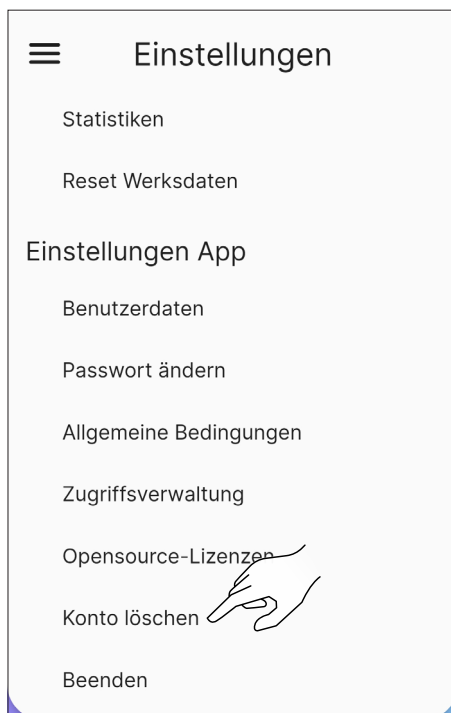 Einstellungen
Statistiken
Reset Werksdaten
Einstellungen App
Benutzerdaten
Passwort ändern
Allgemeine Bedingungen
Zugriffsverwaltung
Opensource-Lizenzen
Konto löschen
Beenden